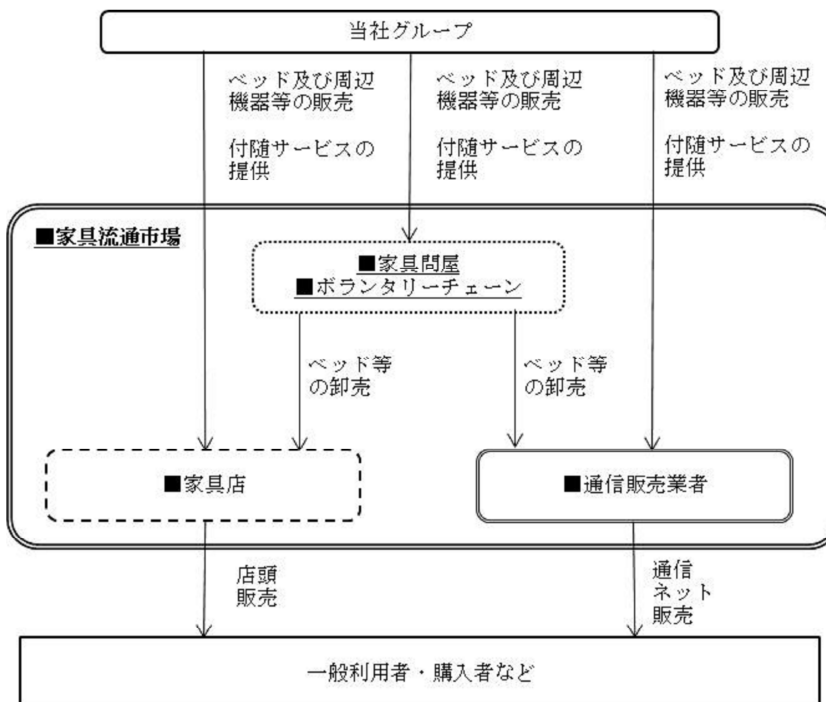 当社グループ
ベッド及び周辺
機器等の販売
付随サービスの
提供
ベッド及び周辺
機器等の販売
付随サービスの
提供
ベッド及び周辺
機器等の販売
付随サービスの
提供
■家具流通市場
■家具問屋
■ボランタリーチェーン
ベッド等
の卸売
ベッド等
の卸売
■家具店
■通信販売業者
店頭
販売
通信
ネット
販売
一般利用者・購入者など